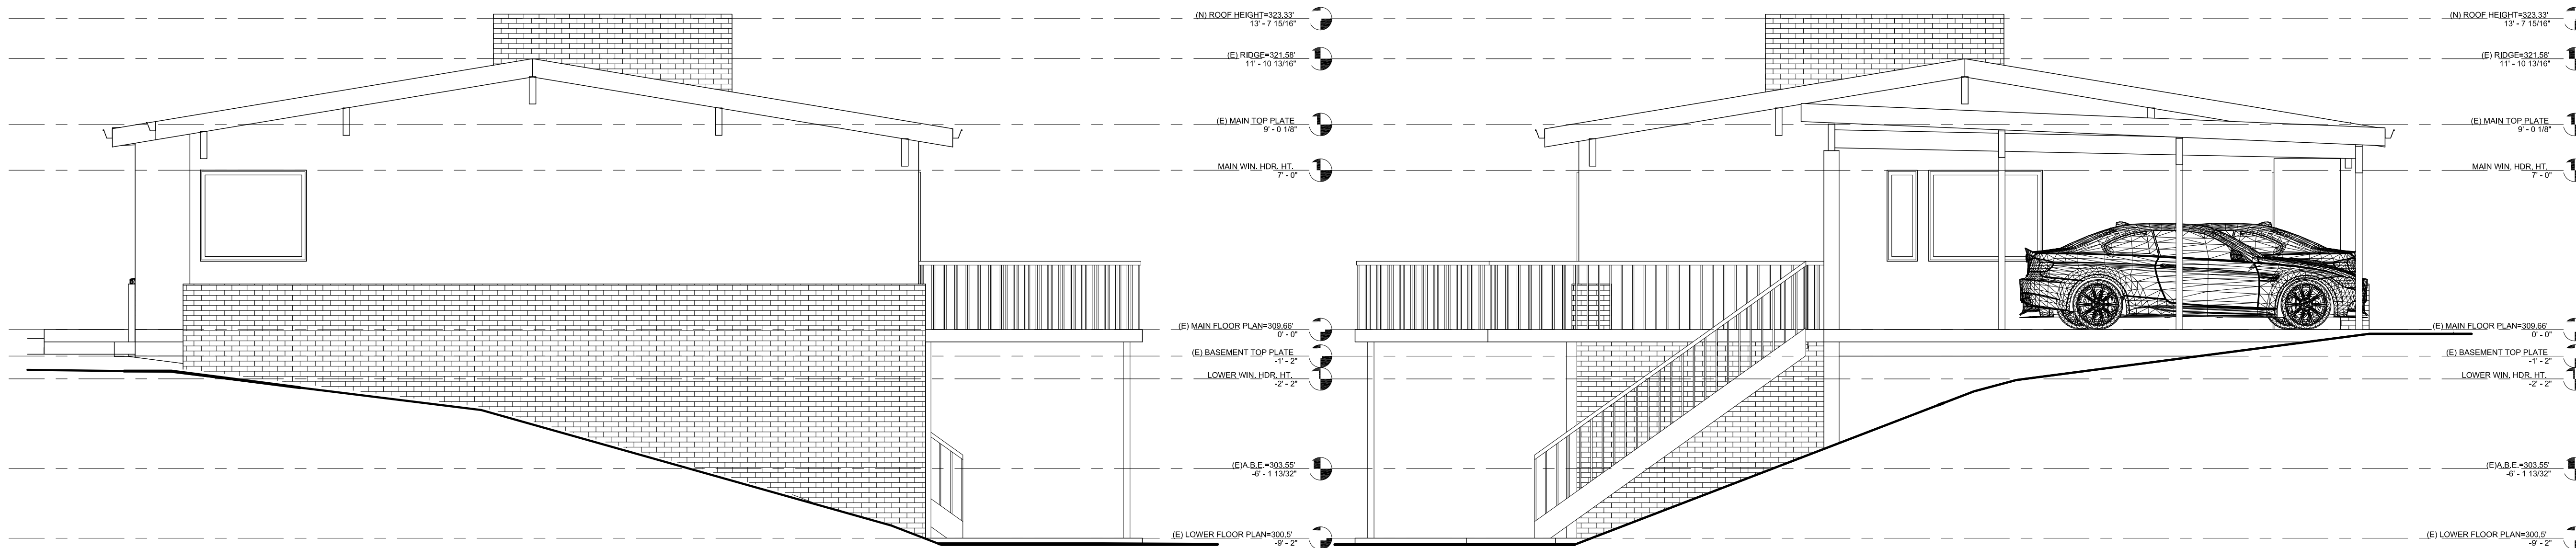 (N) ROOF HEIGHT=323.33'
13' - 7 15/16"
(E) RIDGE=321.58'
11' - 10 13/16"
(E) MAIN TOP PLATE
9' - 0 1/8"
MAIN WIN. HDR. HT.
7' - 0"
(E) MAIN FLOOR PLAN=309.66'
0' - 0"
(E) BASEMENT TOP PLATE
-1' - 2"
LOWER WIN. HDR. HT.
-2' - 2"
(E)A.B.E.=303.55'
-6' - 1 13/32"
(E) LOWER FLOOR PLAN=300.5'
-9' - 2"
(N) ROOF HEIGHT=323.33'
13' - 7 15/16"
(E) RIDGE=321.58'
11' - 10 13/16"
(E) MAIN TOP PLATE
9' - 0 1/8"
MAIN WIN. HDR. HT.
7' - 0"
(E) MAIN FLOOR PLAN=309.66'
0' - 0"
(E) BASEMENT TOP PLATE
-1' - 2"
LOWER WIN. HDR. HT.
-2' - 2"
(E)A.B.E.=303.55'
-6' - 1 13/32"
(E) LOWER FLOOR PLAN=300.5'
-9' - 2"